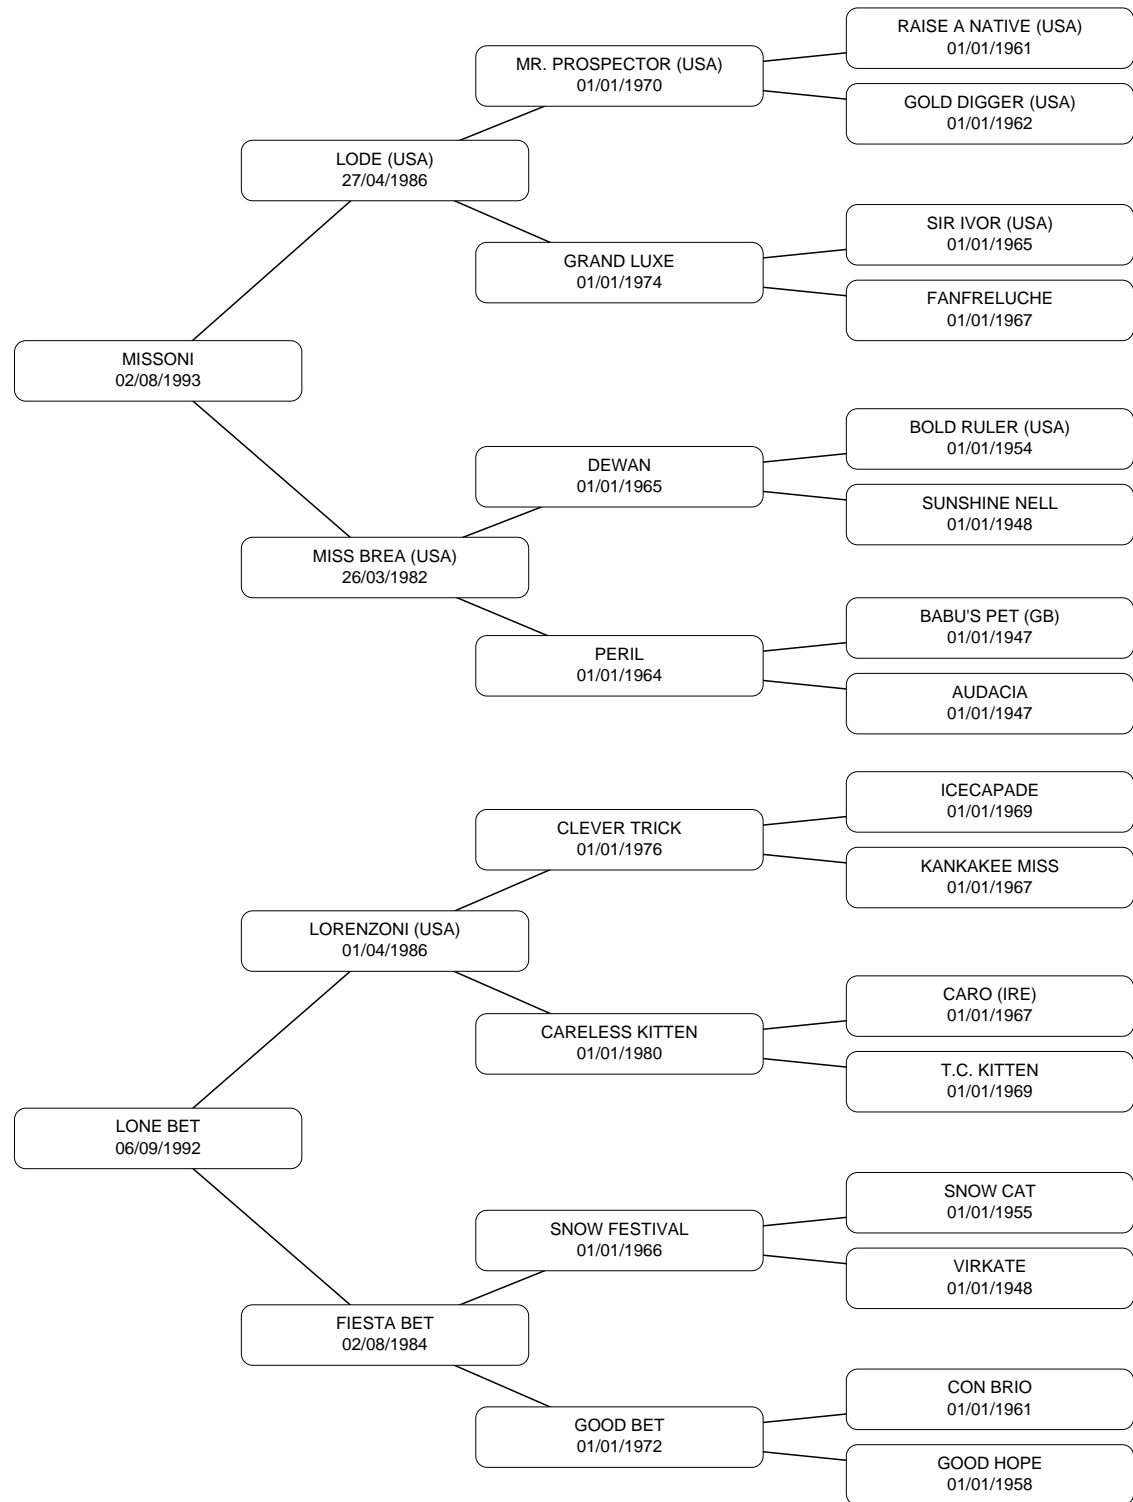 RAISE A NATIVE (USA)
01/01/1961
MR. PROSPECTOR (USA)
01/01/1970
GOLD DIGGER (USA)
01/01/1962
LODE (USA)
27/04/1986
SIR IVOR (USA)
01/01/1965
GRAND LUXE
01/01/1974
FANFRELUCHE
01/01/1967
MISSONI
02/08/1993
BOLD RULER (USA)
01/01/1954
DEWAN
01/01/1965
SUNSHINE NELL
01/01/1948
MISS BREA (USA)
26/03/1982
BABU'S PET (GB)
01/01/1947
PERIL
01/01/1964
AUDACIA
01/01/1947
ICECAPADE
01/01/1969
CLEVER TRICK
01/01/1976
KANKAKEE MISS
01/01/1967
LORENZONI (USA)
01/04/1986
CARO (IRE)
01/01/1967
CARELESS KITTEN
01/01/1980
T.C. KITTEN
01/01/1969
LONE BET
06/09/1992
SNOW CAT
01/01/1955
SNOW FESTIVAL
01/01/1966
VIRKATE
01/01/1948
FIESTA BET
02/08/1984
CON BRIO
01/01/1961
GOOD BET
01/01/1972
GOOD HOPE
01/01/1958